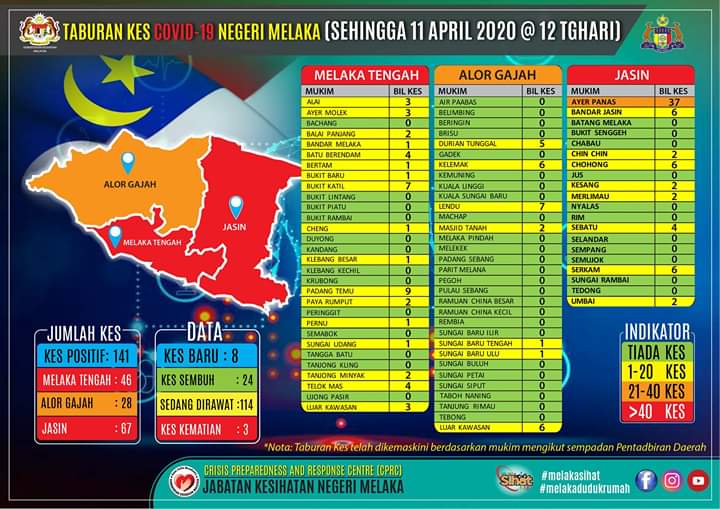 TABURAN KES COVID-19 NEGERI MELAKA (SEHINGGA 11 APRIL 2020 @ 12 TGHARI)
ALOR GAJAH
JASIN
MELAKA TENGAH
MELAKA TENGAH
MUKIM BIL KES
ALAI 3
AYER MOLEK 3
BACHANG 0
BALAI PANJANG 2
BANDAR MELAKA 1
BATU BERENDAM 4
BERTAM 1
BUKIT BARU 1
BUKIT KATIL 7
BUKIT LINTANG 0
BUKIT PIATU 0
BUKIT RAMBAI 0
CHENG 1
DUYONG 0
KANDANG 0
KLEBANG BESAR 1
KLEBANG KECHIL 0
KRUBONG 0
PADANG TEMU 9
PAYA RUMPUT 2
PERINGGIT 0
PERNU 1
SEMABOK 0
SUNGAI UDANG 1
TANGGA BATU 0
TANJONG KLING 0
TANJONG MINYAK 2
TELOK MAS 4
UJONG PASIR 0
LUAR KAWASAN 3
ALOR GAJAH
MUKIM BIL KES
AIR PAABAS 0
BELIMBING 0
BERINGIN 0
BRISU 0
DURIAN TUNGGAL 5
GADEK 0
KELEMAK 6
KEMUNING 0
KUALA LINGGI 0
KUALA SUNGAI BARU 0
LENDU 7
MACHAP 0
MASJID TANAH 2
MELAKA PINDAH 0
MELEKEK 0
PADANG SEBANG 0
PARIT MELANA 0
PEGOH 0
PULAU SEBANG 0
RAMUAN CHINA BESAR 0
RAMUAN CHINA KECIL 0
REMBIA 0
SUNGAI BARU ILIR 0
SUNGAI BARU TENGAH 1
SUNGAI BARU ULU 1
SUNGAI BULUH 0
SUNGAI PETAI 0
SUNGAI SIPUT 0
TABOH NANING 0
TANJUNG RIMAU 0
TEBONG 0
LUAR KAWASAN 6
JASIN
MUKIM BIL KES
AYER PANAS 37
BANDAR JASIN 6
BATANG MELAKA 0
BUKIT SENGGEH 0
CHABAU 0
CHIN CHIN 2
CHOHONG 6
JUS 0
KESANG 2
MERLIMAU 2
NYALAS 0
RIM 0
SEBATU 4
SELANDAR 0
SEMPANG 0
SEMUJOK 0
SERKAM 6
SUNGAI RAMBAI 0
TEDONG 0
UMBAI 2
JUMLAH KES
KES POSITIF: 141
MELAKA TENGAH : 46
ALOR GAJAH : 28
JASIN : 67
DATA
KES BARU : 8
KES SEMBUH : 24
SEDANG DIRAWAT :114
KES KEMATIAN : 3
INDIKATOR
TIADA KES
1-20 KES
21-40 KES
>40 KES
*Nota: Taburan Kes telah dikemaskini berdasarkan mukim mengikut sempadan Pentadbiran Daerah
CRISIS PREPAREDNESS AND RESPONSE CENTRE (CPRC)
JABATAN KESIHATAN NEGERI MELAKA
Sihat
#melakasihat
#melakadudukrumah